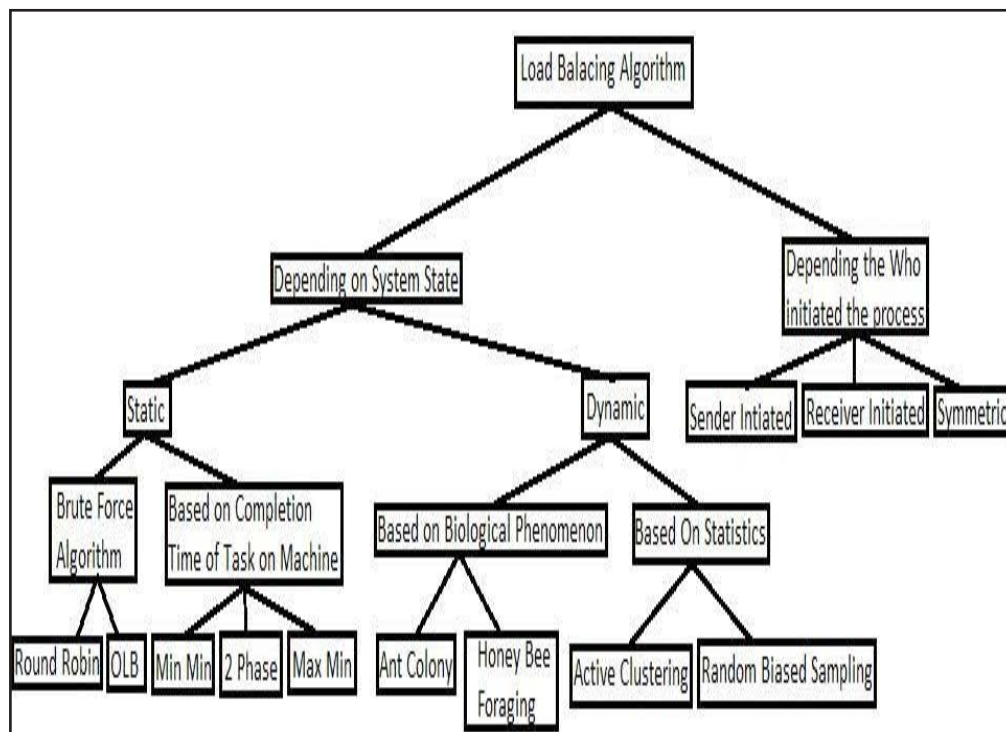 Load Balacing Algorithm
Depending on System State
Depending the Who
initiated the process
Static
Dynamic
Sender Intiated
Receiver Initiated
Symmetric
Brute Force
Algorithm
Based on Completion
Time of Task on Machine
Based on Biological Phenomenon
Based On Statistics
Round Robin
OLB
Min Min
2 Phase
Max Min
Ant Colony
Honey Bee
Foraging
Active Clustering
Random Biased Sampling